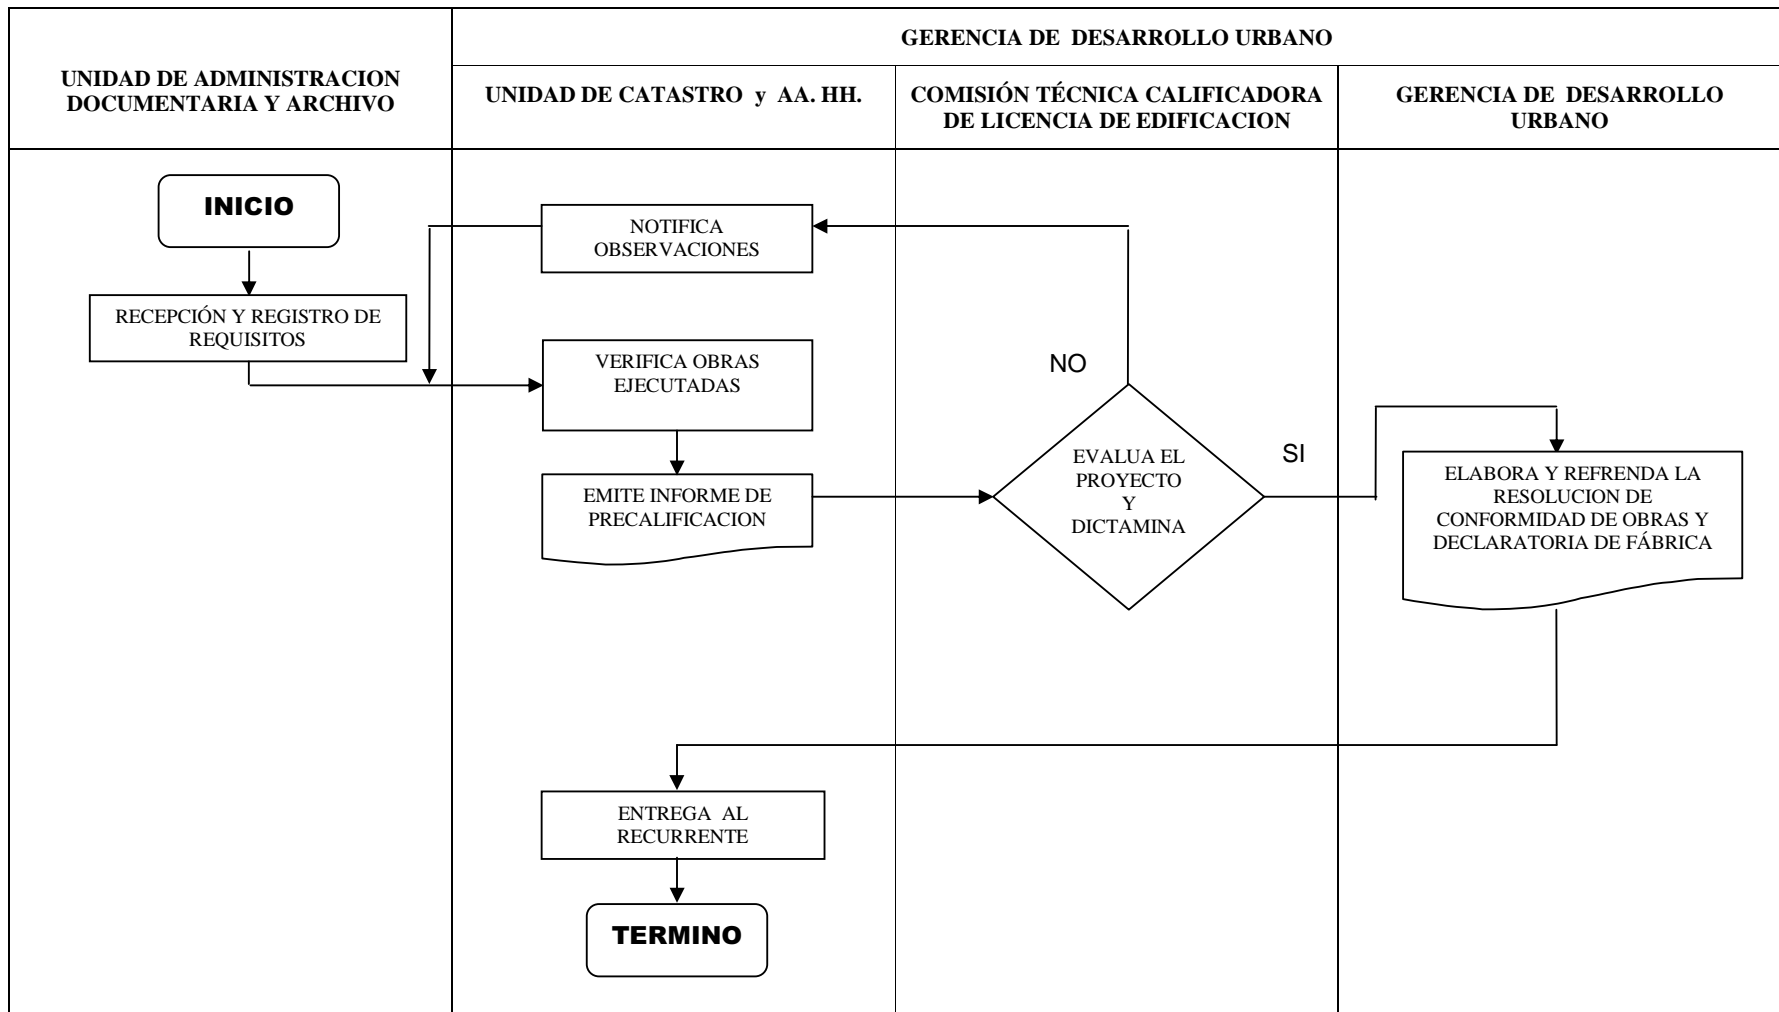 GERENCIA DE DESARROLLO URBANO
UNIDAD DE ADMINISTRACION
DOCUMENTARIA Y ARCHIVO
UNIDAD DE CATASTRO y AA. HH.
COMISIÓN TÉCNICA CALIFICADORA
DE LICENCIA DE EDIFICACION
GERENCIA DE DESARROLLO
URBANO
INICIO
RECEPCIÓN Y REGISTRO DE
REQUISITOS
NOTIFICA
OBSERVACIONES
VERIFICA OBRAS
EJECUTADAS
EMITE INFORME DE
PRECALIFICACION
NO
EVALUA EL
PROYECTO
Y
DICTAMINA
SI
ELABORA Y REFRENDA LA
RESOLUCION DE
CONFORMIDAD DE OBRAS Y
DECLARATORIA DE FÁBRICA
ENTREGA AL
RECURRENTE
TERMINO